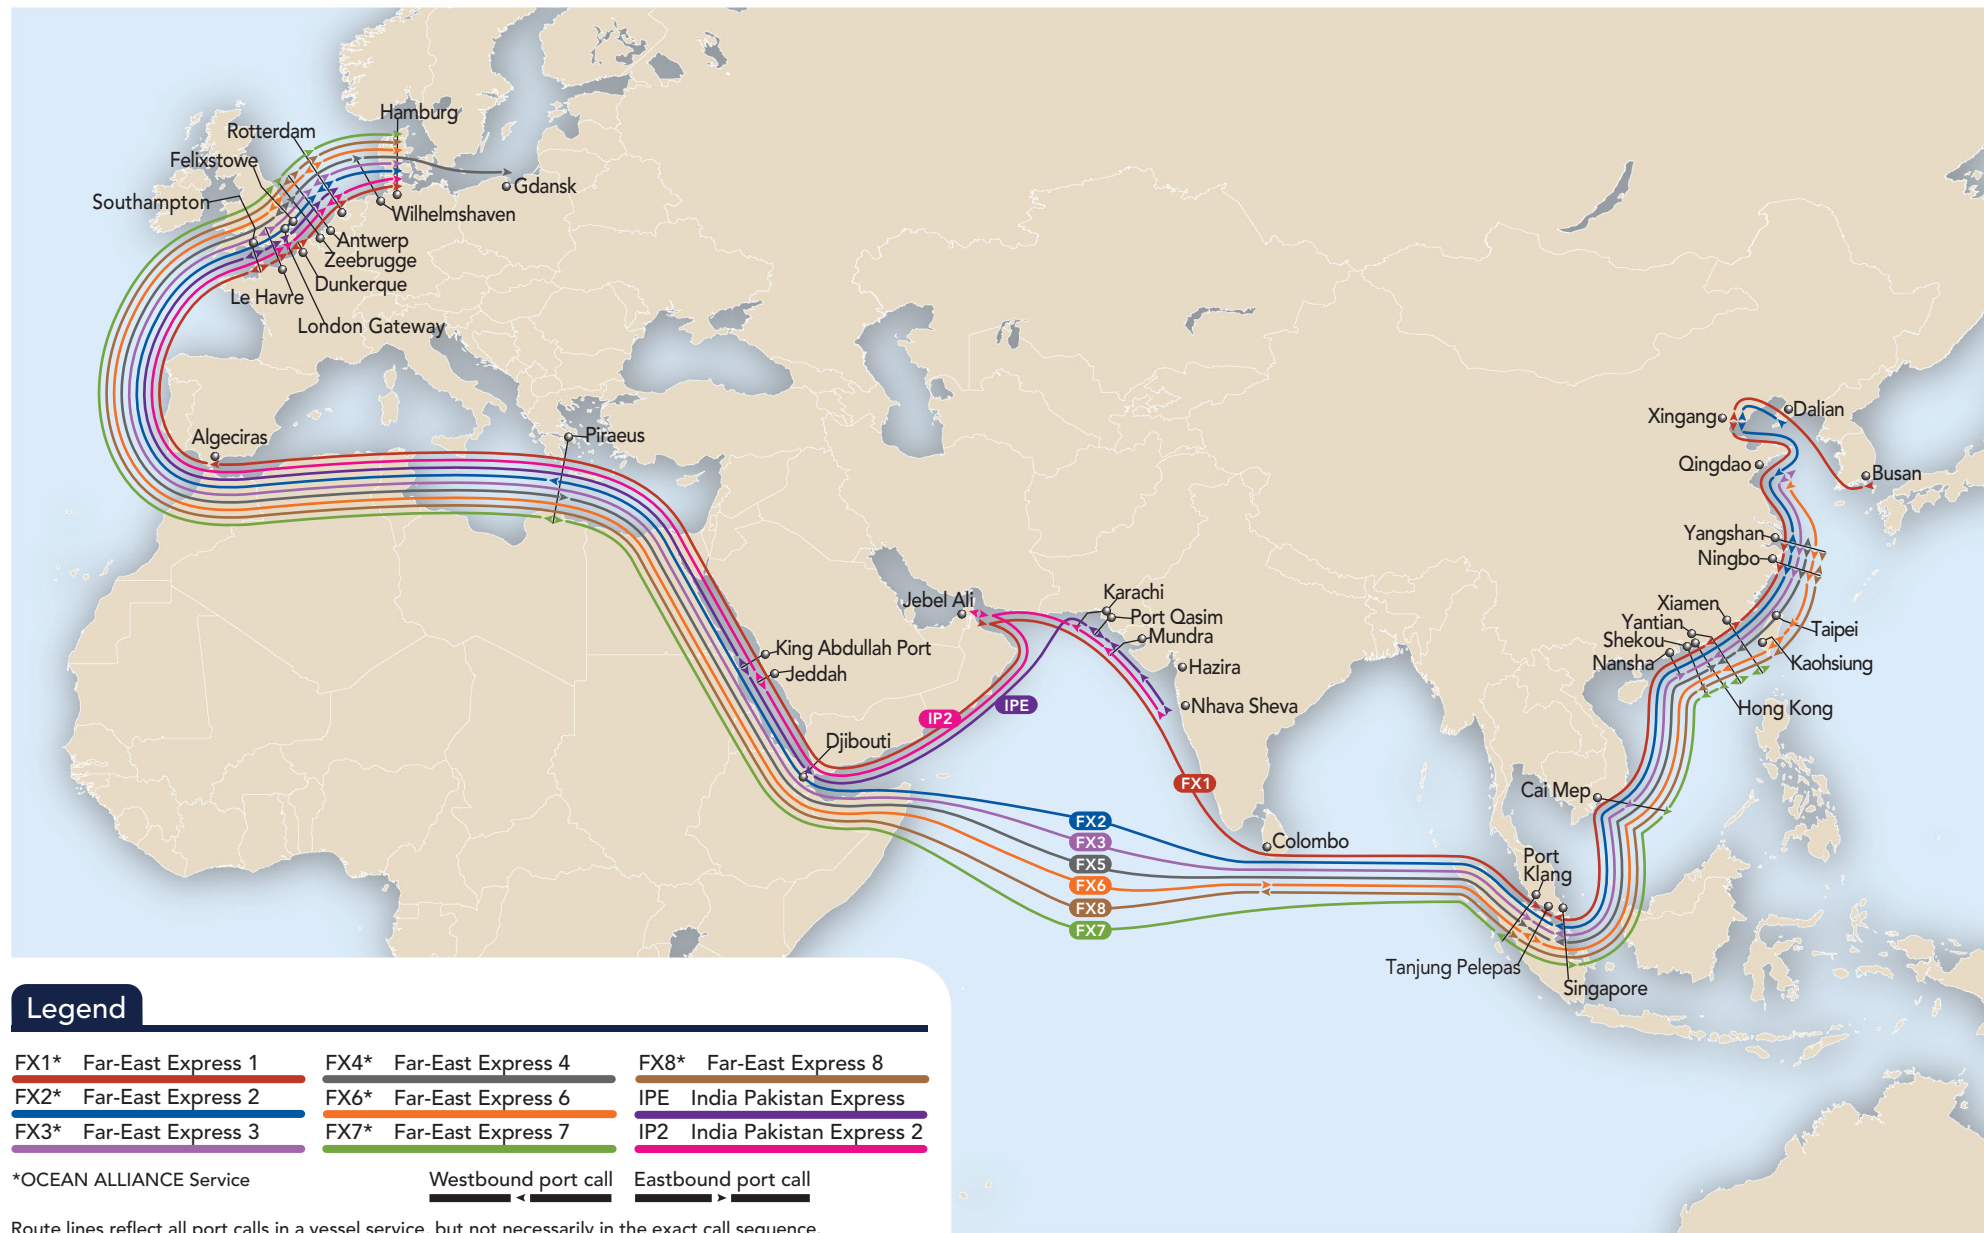 Hamburg
Rotterdam
Felixstowe
Southampton
Gdansk
Wilhelmshaven
Antwerp
Zeebrugge
Dunkerque
Le Havre
London Gateway
Algeciras
Piraeus
Xingang
Dalian
Qingdao
Busan
Yangshan
Ningbo
Jebel Ali
Karachi
Port Qasim
Mundra
Xiamen
Yantian
Shekou
Nansha
Taipei
Kaohsiung
King Abdullah Port
Jeddah
Hazira
Nhava Sheva
Hong Kong
IP2
IPE
Djibouti
FX1
Cai Mep
FX2
FX3
FX5
FX6
FX8
FX7
Colombo
Port
Klang
Tanjung Pelepas
Singapore
Legend
FX1* Far-East Express 1
FX4* Far-East Express 4
FX8* Far-East Express 8
FX2* Far-East Express 2
FX6* Far-East Express 6
IPE India Pakistan Express
FX3* Far-East Express 3
FX7* Far-East Express 7
IP2 India Pakistan Express 2
*OCEAN ALLIANCE Service
Westbound port call
Eastbound port call
Route lines reflect all port calls in a vessel service, but not necessarily in the exact call sequence.